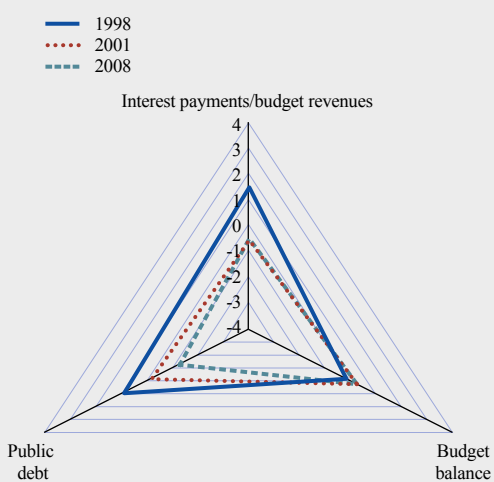 1998
2001
2008
Interest payments/budget revenues
4
3
2
1
0
-1
-2
-3
-4
Public
debt
Budget
balance